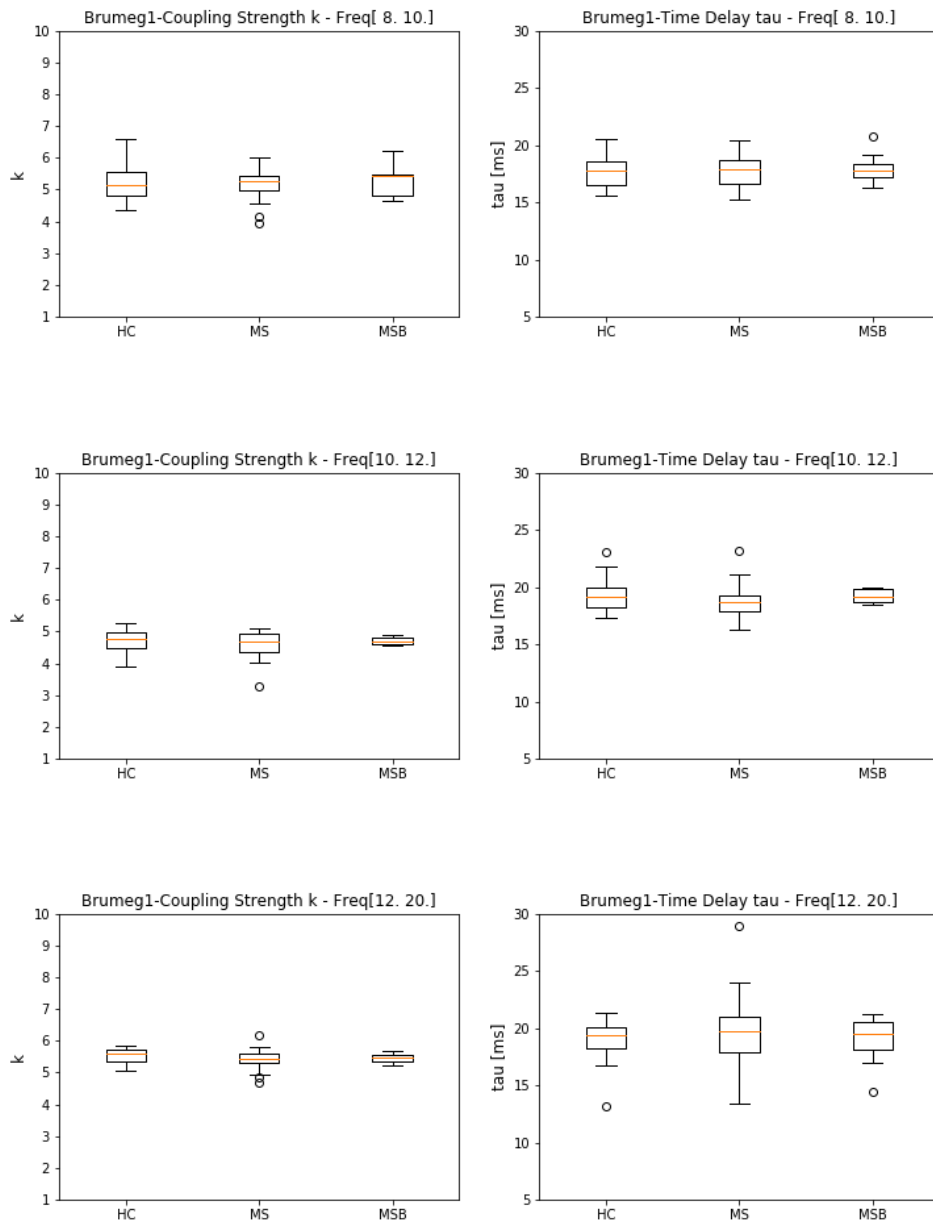 Brumeg1-Coupling Strength k - Freq[ 8. 10.]
10
9
8
7
6
5
4
3
2
1
k
HC MS MSB
Brumeg1-Time Delay tau - Freq[ 8. 10.]
30
25
20
15
10
5
tau [ms]
HC MS MSB
Brumeg1-Coupling Strength k - Freq[10. 12.]
10
9
8
7
6
5
4
3
2
1
k
HC MS MSB
Brumeg1-Time Delay tau - Freq[10. 12.]
30
25
20
15
10
5
tau [ms]
HC MS MSB
Brumeg1-Coupling Strength k - Freq[12. 20.]
10
9
8
7
6
5
4
3
2
1
k
HC MS MSB
Brumeg1-Time Delay tau - Freq[12. 20.]
30
25
20
15
10
5
tau [ms]
HC MS MSB